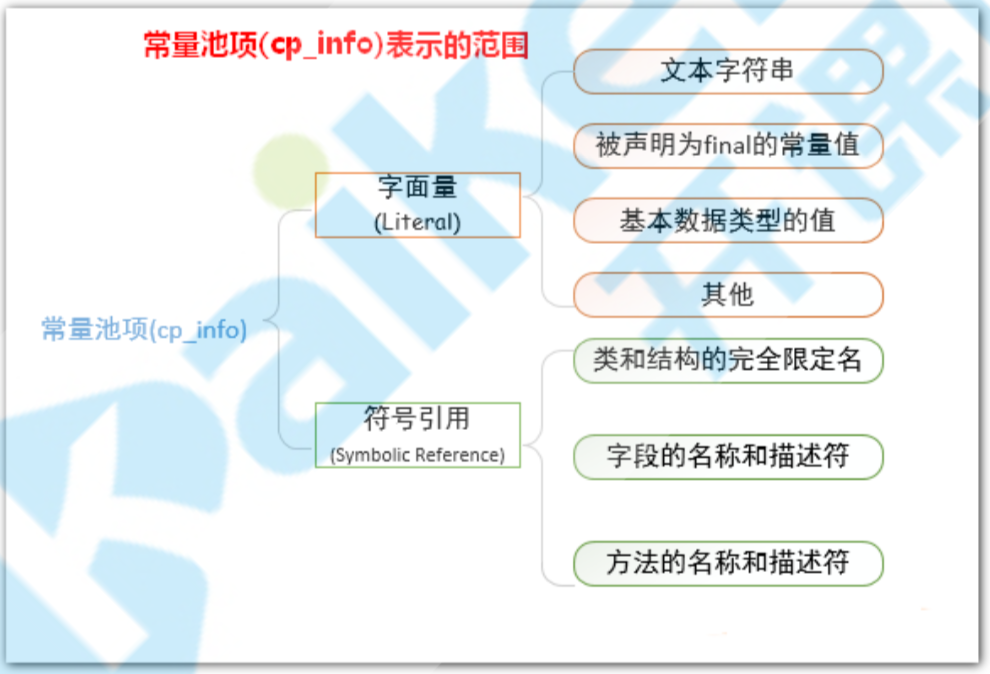 常量池项(cp_info)表示的范围
常量池项(cp_info)
字面量
(Literal)
文本字符串
被声明为final的常量值
基本数据类型的值
其他
符号引用
(Symbolic Reference)
类和结构的完全限定名
字段的名称和描述符
方法的名称和描述符
Kaike
开课